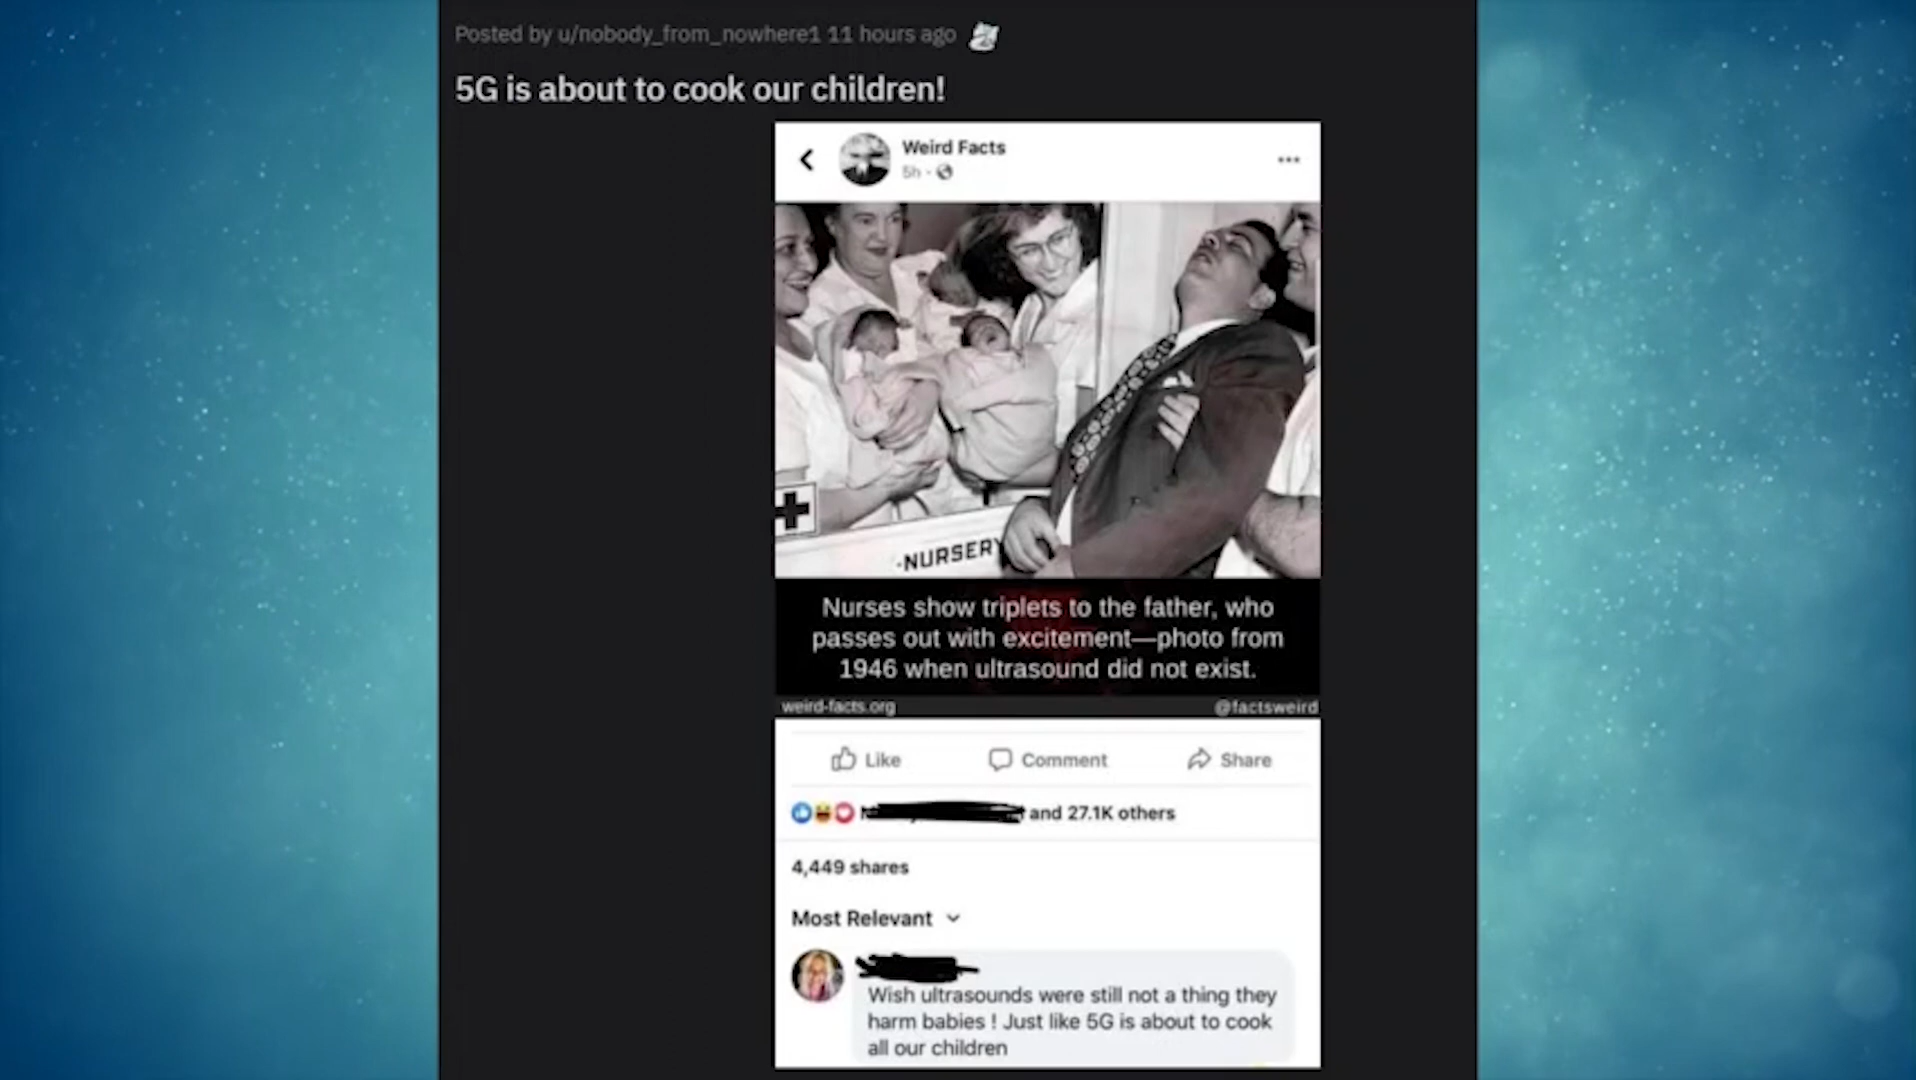 Posted by u/nobody_from_nowhere1 11 hours ago
5G is about to cook our children!
Weird Facts
5h ·
-NURSERY
Nurses show triplets to the father, who
passes out with excitement—photo from
1946 when ultrasound did not exist.
weird-facts.org @factsweird
Like Comment Share
and 27.1K others
4,449 shares
Most Relevant
Wish ultrasounds were still not a thing they
harm babies ! Just like 5G is about to cook
all our children